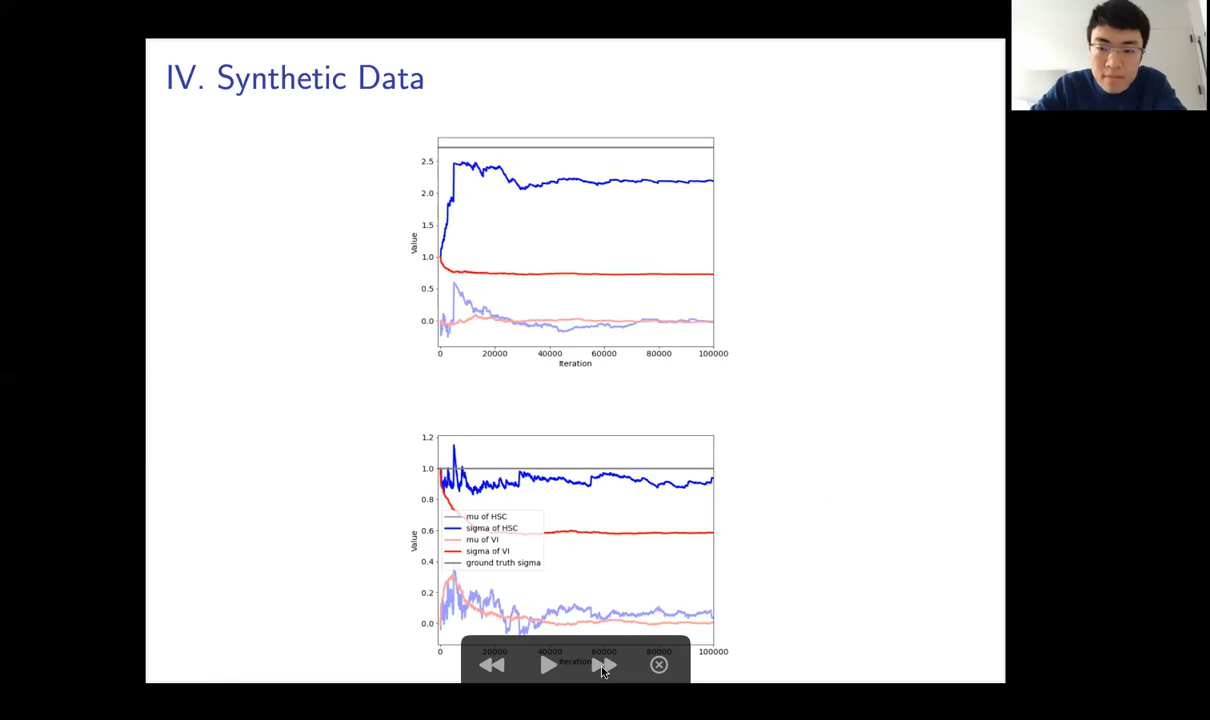 IV. Synthetic Data
2.5
2.0
1.5
1.0
0.5
0.0
Value
0 20000 40000 60000 80000 100000
Iteration
1.2
1.0
0.8
0.6
0.4
0.2
0.0
Value
mu of HSC
sigma of HSC
mu of VI
sigma of VI
ground truth sigma
0 20000 40000 60000 80000 100000
Iteration